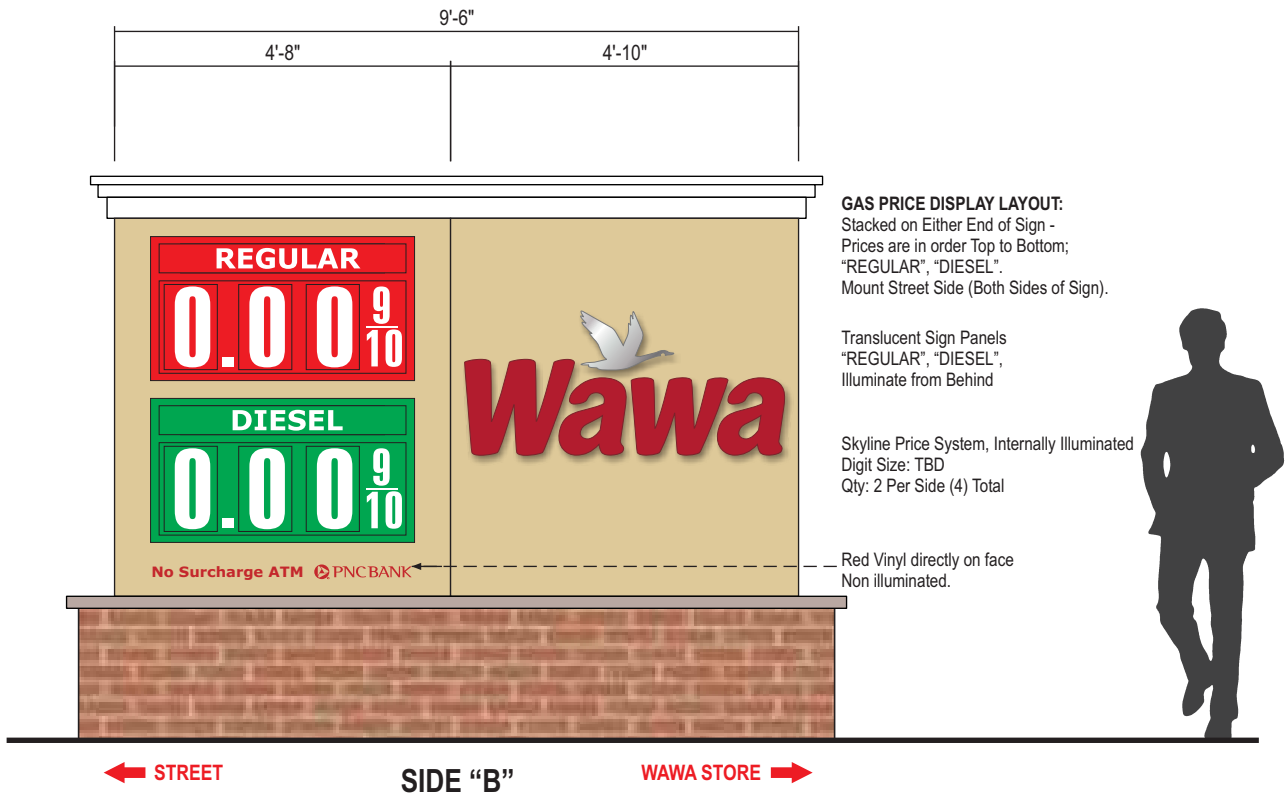 9'-6"
4'-8"
4'-10"
REGULAR
0.00 9/10
DIESEL
0.00 9/10
No Surcharge ATM PNCBANK
Wawa
GAS PRICE DISPLAY LAYOUT:
Stacked on Either End of Sign -
Prices are in order Top to Bottom;
“REGULAR”, “DIESEL”.
Mount Street Side (Both Sides of Sign).
Translucent Sign Panels
“REGULAR”, “DIESEL”,
Illuminate from Behind
Skyline Price System, Internally Illuminated
Digit Size: TBD
Qty: 2 Per Side (4) Total
Red Vinyl directly on face
Non illuminated.
STREET
SIDE “B”
WAWA STORE